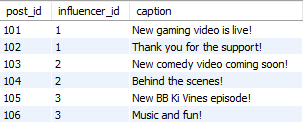 post_id influencer_id caption
101 1 New gaming video is live!
102 1 Thank you for the support!
103 2 New comedy video coming soon!
104 2 Behind the scenes!
105 3 New BB Ki Vines episode!
106 3 Music and fun!